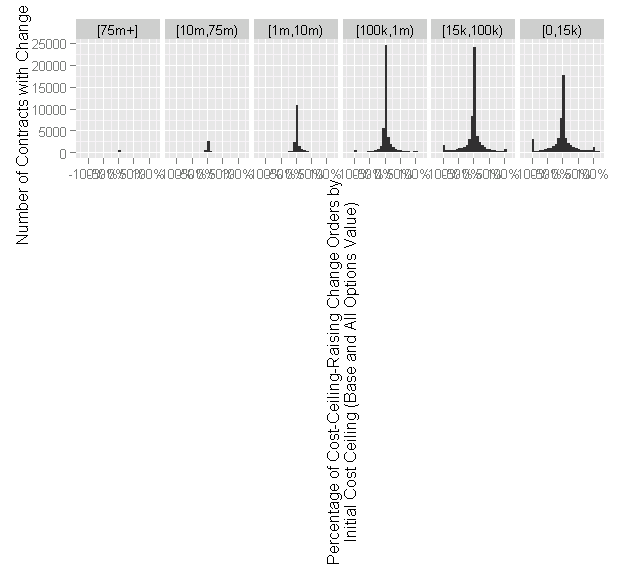 [75m+]
[10m,75m)
[1m,10m)
[100k,1m)
[15k,100k)
[0,15k)
Number of Contracts with Change
25000
20000
15000
10000
5000
0
Percentage of Cost-Ceiling-Raising Change Orders by
Initial Cost Ceiling (Base and All Options Value)